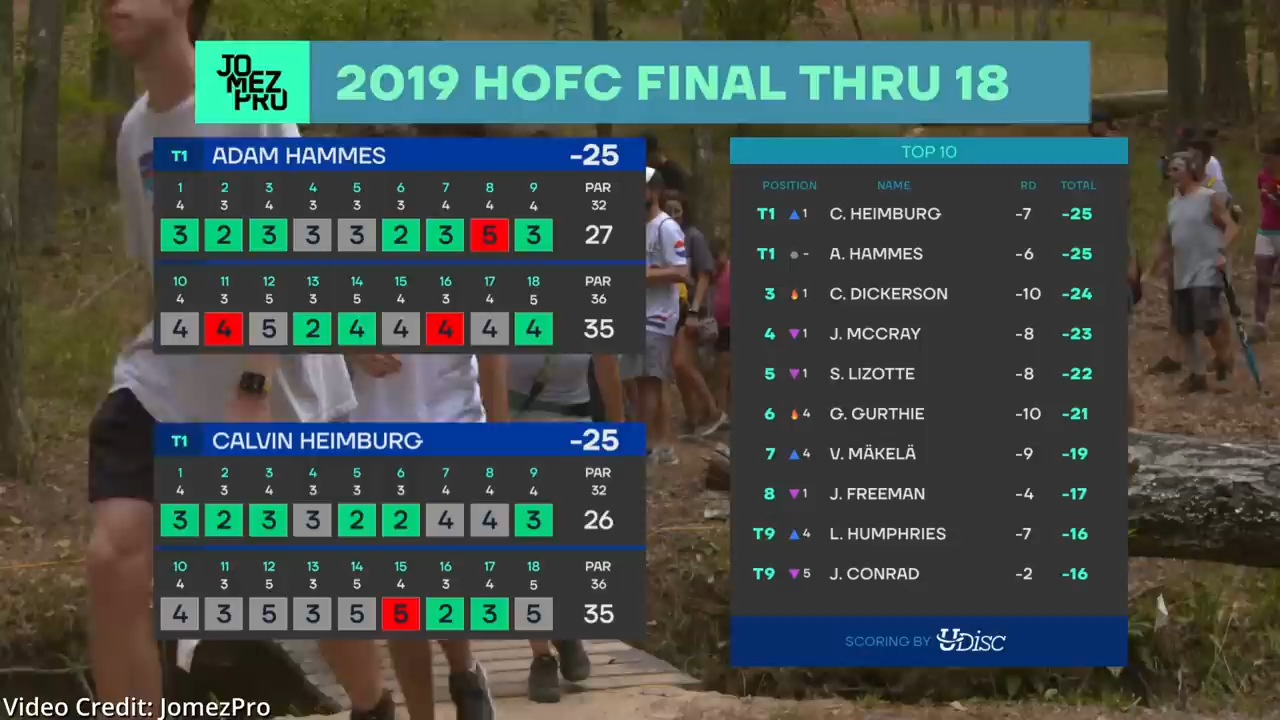 JO
MEZ
PRO
2019 HOFC FINAL THRU 18
T1 ADAM HAMMES -25
1 2 3 4 5 6 7 8 9 PAR
4 3 4 3 3 3 4 4 4 32
3 2 3 3 3 2 3 5 3 27
10 11 12 13 14 15 16 17 18 PAR
4 3 5 3 5 4 3 4 5 36
4 4 5 2 4 4 4 4 4 35
T1 CALVIN HEIMBURG -25
1 2 3 4 5 6 7 8 9 PAR
4 3 4 3 3 3 4 4 4 32
3 2 3 3 2 2 4 4 3 26
10 11 12 13 14 15 16 17 18 PAR
4 3 5 3 5 4 3 4 5 36
4 3 5 3 5 5 2 3 5 35
TOP 10
POSITION NAME RD TOTAL
T1 1 C. HEIMBURG -7 -25
T1 - A. HAMMES -6 -25
3 1 C. DICKERSON -10 -24
4 1 J. MCCRAY -8 -23
5 1 S. LIZOTTE -8 -22
6 4 G. GURTHIE -10 -21
7 4 V. MÄKELÄ -9 -19
8 1 J. FREEMAN -4 -17
T9 4 L. HUMPHRIES -7 -16
T9 5 J. CONRAD -2 -16
SCORING BY UDISC
Video Credit: JomezPro